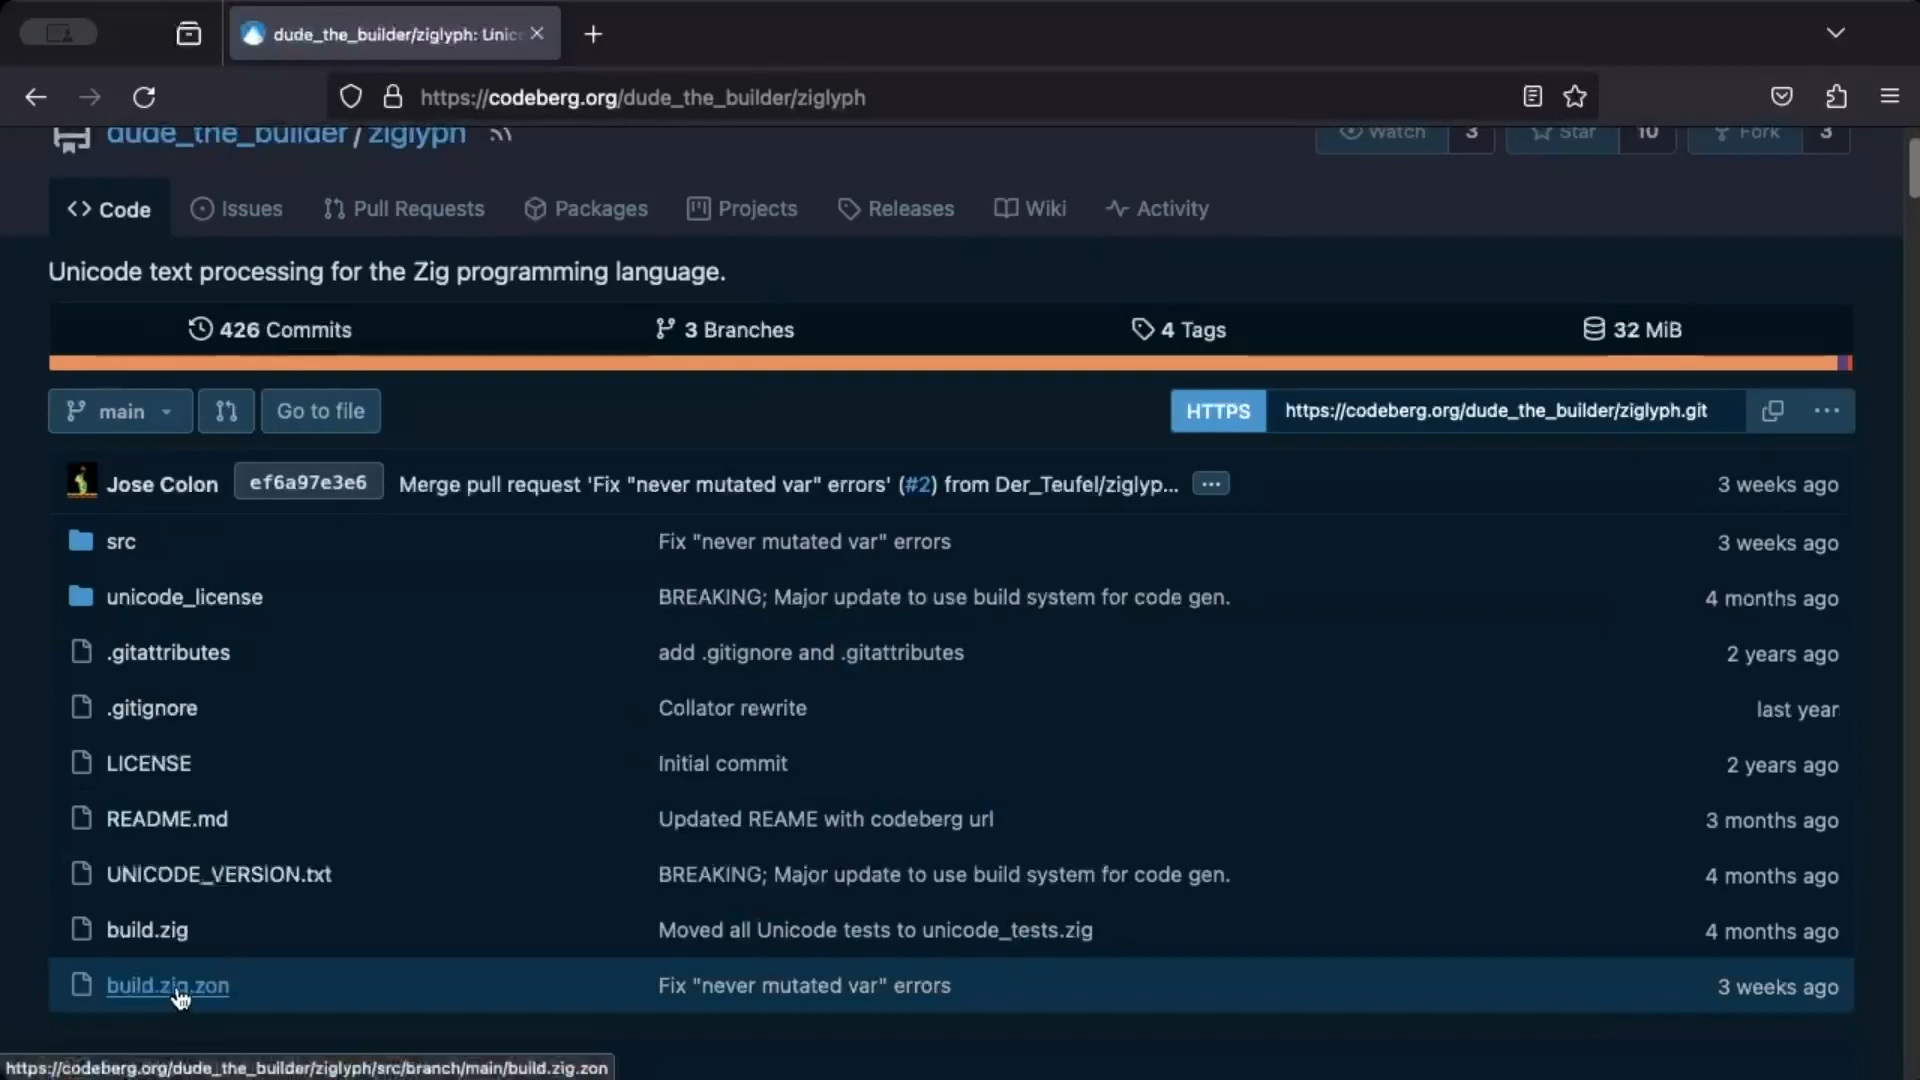 dude_the_builder/ziglyph: Unic
https://codeberg.org/dude_the_builder/ziglyph
dude_the_builder / ziglyph
Watch 3 Star 10 Fork 3
Code Issues Pull Requests Packages Projects Releases Wiki Activity
Unicode text processing for the Zig programming language.
426 Commits 3 Branches 4 Tags 32 MiB
main Go to file HTTPS https://codeberg.org/dude_the_builder/ziglyph.git ...
Jose Colon ef6a97e3e6 Merge pull request 'Fix "never mutated var" errors' (#2) from Der_Teufel/ziglyp... ... 3 weeks ago
src Fix "never mutated var" errors 3 weeks ago
unicode_license BREAKING; Major update to use build system for code gen. 4 months ago
.gitattributes add .gitignore and .gitattributes 2 years ago
.gitignore Collator rewrite last year
LICENSE Initial commit 2 years ago
README.md Updated REAME with codeberg url 3 months ago
UNICODE_VERSION.txt BREAKING; Major update to use build system for code gen. 4 months ago
build.zig Moved all Unicode tests to unicode_tests.zig 4 months ago
build.zig.zon Fix "never mutated var" errors 3 weeks ago
https://codeberg.org/dude_the_builder/ziglyph/src/branch/main/build.zig.zon